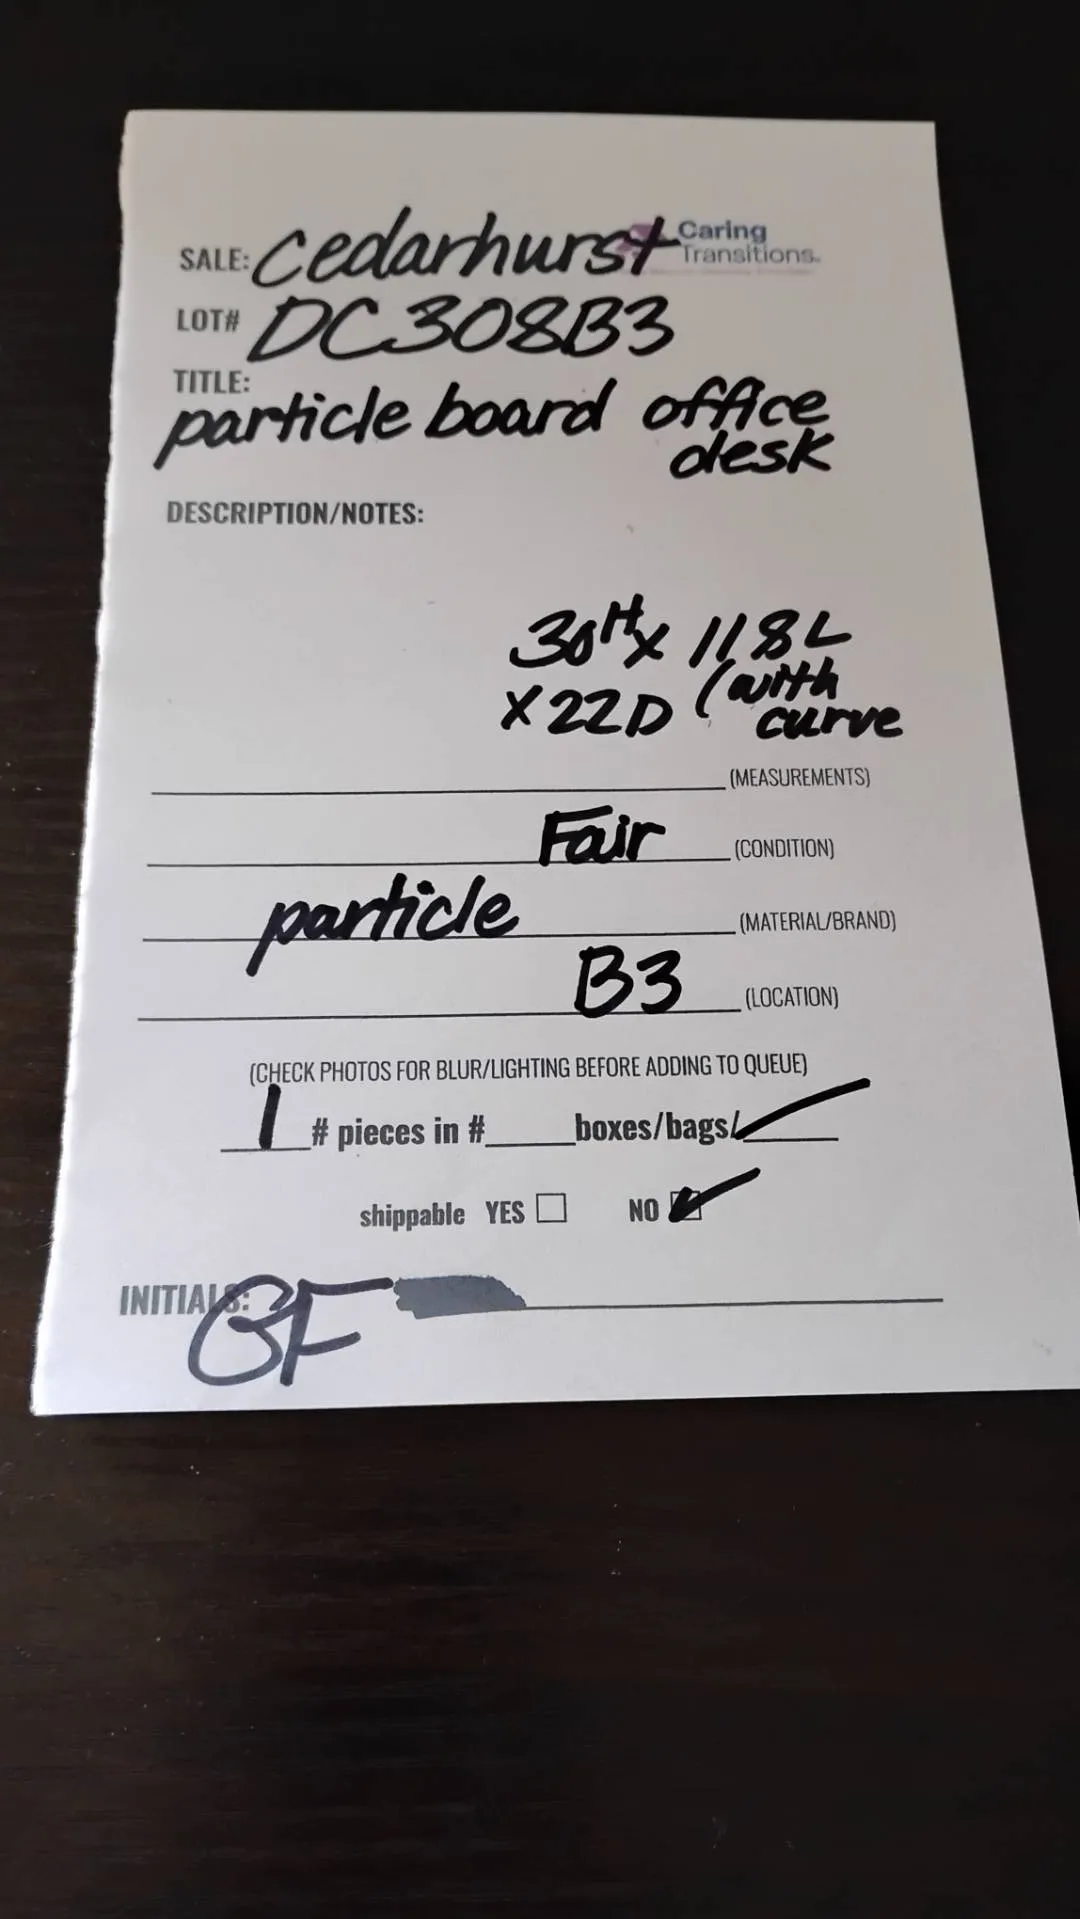 Caring
Transitions.
SALE: Cedarhurst
LOT# DC308B3
TITLE:
particle board office
desk
DESCRIPTION/NOTES:
30H x 118L
x 22D (with
curve
(MEASUREMENTS)
Fair (CONDITION)
particle (MATERIAL/BRAND)
B3 (LOCATION)
(CHECK PHOTOS FOR BLUR/LIGHTING BEFORE ADDING TO QUEUE)
1 # pieces in # boxes/bags/
shippable YES NO
INITIALS: GF